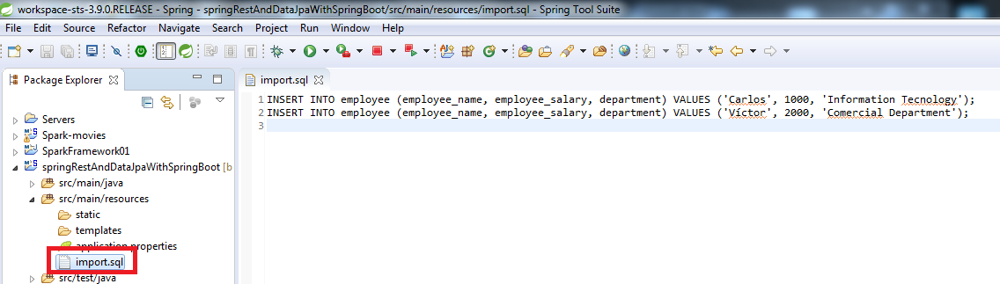 workspace-sts-3.9.0.RELEASE - Spring - springRestAndDataJpaWithSpringBoot/src/main/resources/import.sql - Spring Tool Suite
File Edit Source Refactor Navigate Search Project Run Window Help
Package Explorer
import.sql
Servers
Spark-movies
SparkFramework01
springRestAndDataJpaWithSpringBoot [b
src/main/java
src/main/resources
static
templates
application.properties
import.sql
src/test/java
1 INSERT INTO employee (employee_name, employee_salary, department) VALUES ('Carlos', 1000, 'Information Tecnology');
2 INSERT INTO employee (employee_name, employee_salary, department) VALUES ('Víctor', 2000, 'Comercial Department');
3